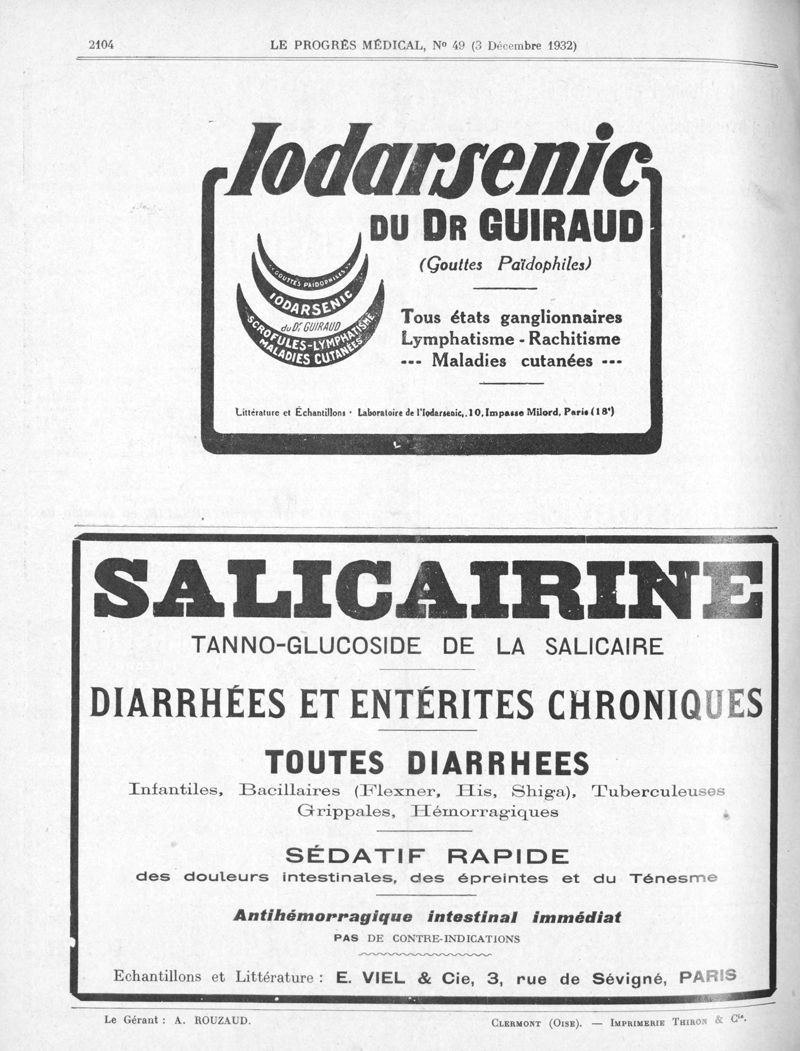 2104 LE PROGRÈS MÉDICAL, Nº 49 (3 Décembre 1932)
Iodarsenic
DU DR GUIRAUD
(Gouttes Païdophiles)
GOUTTES PAIDOPHILES
IODARSENIC
du Dr. GUIRAUD
SCROFULES-LYMPHATISME
MALADIES CUTANÉES
Tous états ganglionnaires
Lymphatisme - Rachitisme
--- Maladies cutanées ---
Littérature et Échantillons · Laboratoire de l'Iodarsenic,.10, Impasse Milord, Paris (18e)
SALICAIRINE
TANNO-GLUCOSIDE DE LA SALICAIRE
DIARRHÉES ET ENTÉRITES CHRONIQUES
TOUTES DIARRHEES
Infantiles, Bacillaires (Flexner, His, Shiga), Tuberculeuses
Grippales, Hémorragiques
SÉDATIF RAPIDE
des douleurs intestinales, des épreintes et du Ténesme
Antihémorragique intestinal immédiat
PAS DE CONTRE-INDICATIONS
Echantillons et Littérature : E. VIEL & Cie, 3, rue de Sévigné, PARIS
Le Gérant : A. ROUZAUD. CLERMONT (OISE). — IMPRIMERIE THIRON & Cie.